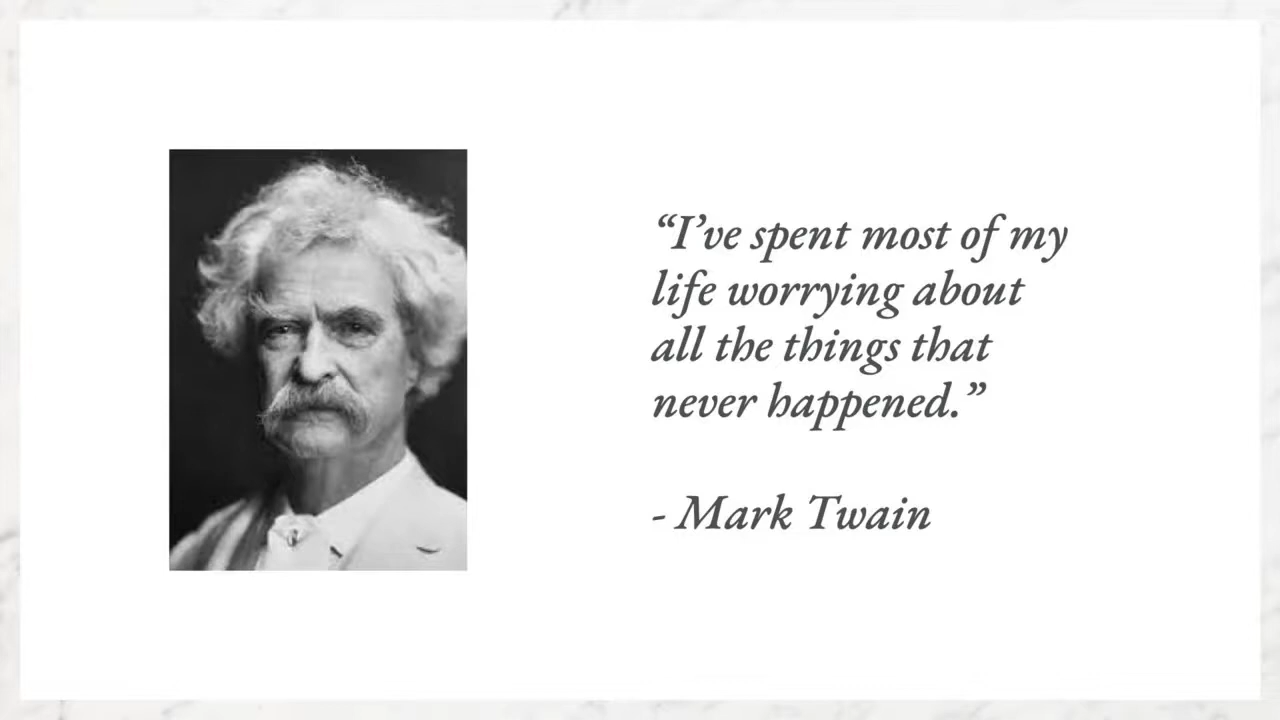 “I’ve spent most of my
life worrying about
all the things that
never happened.”
- Mark Twain